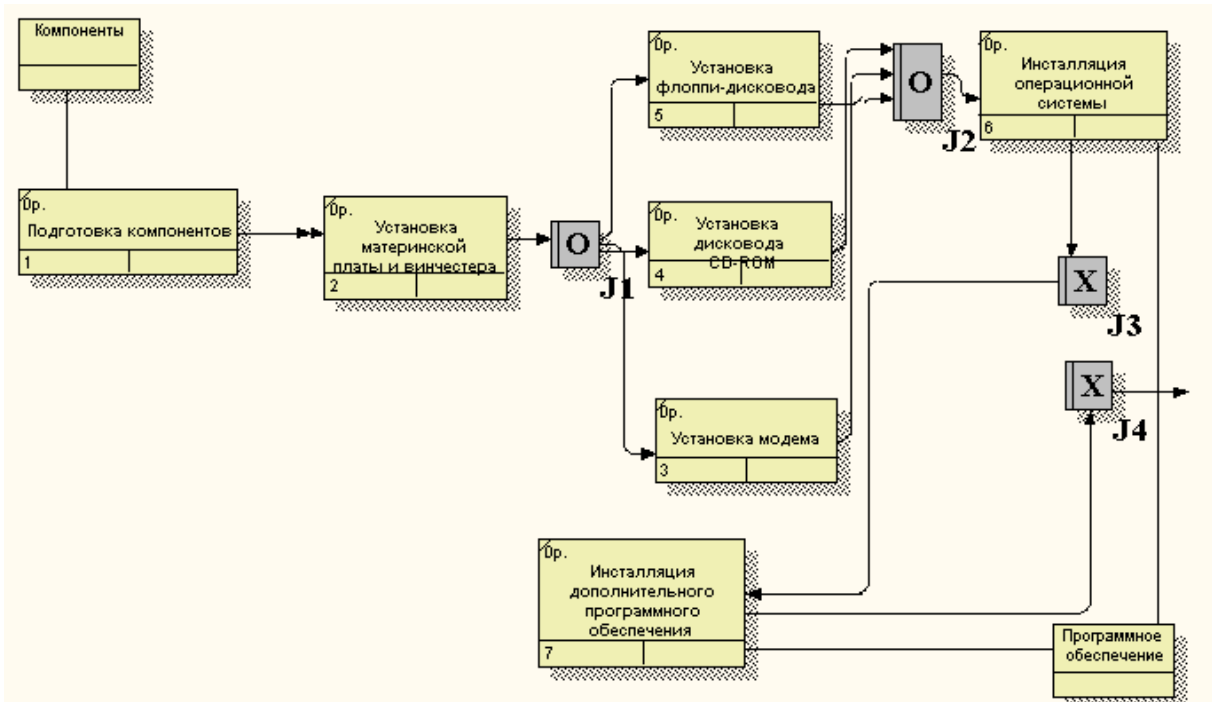 Компоненты
0р.
Подготовка компонентов
1
0р.
Установка
материнской
платы и винчестера
2
O
J1
0р.
Установка
флоппи-дисковода
5
0р.
Установка
дисковода
CD-ROM
4
0р.
Установка модема
3
O
J2
0р.
Инсталляция
операционной
системы
6
X
J3
X
J4
0р.
Инсталляция
дополнительного
программного
обеспечения
7
Программное
обеспечение